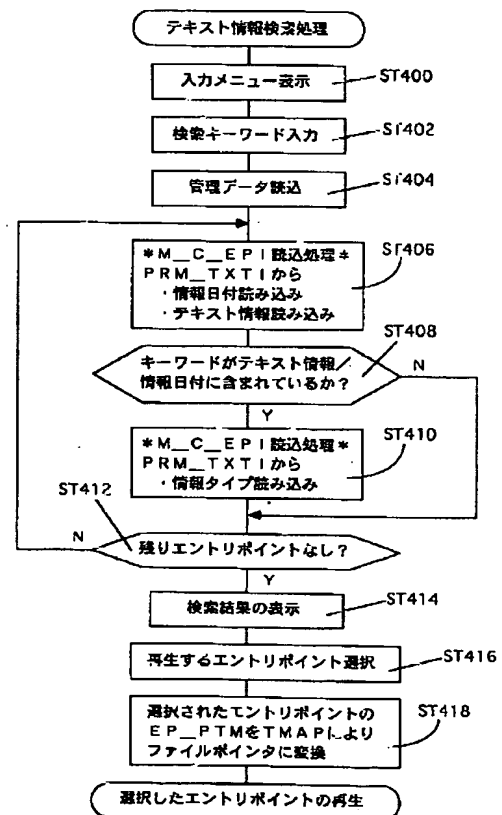 テキスト情報検索処理
入力メニュー表示
ST400
検索キーワード入力
ST402
管理データ読込
ST404
*M__C__EPI読込処理*
PRM__TXTIから
・情報日付読み込み
・テキスト情報読み込み
ST406
キーワードがテキスト情報/
情報日付に含まれているか?
ST408
N
Y
*M__C__EPI読込処理*
PRM__TXTIから
・情報タイプ読み込み
ST410
ST412
N
残りエントリポイントなし?
Y
検索結果の表示
ST414
再生するエントリポイント選択
ST416
選択されたエントリポイントの
EP__PTMをTMAPにより
ファイルポインタに変換
ST418
選択したエントリポイントの再生